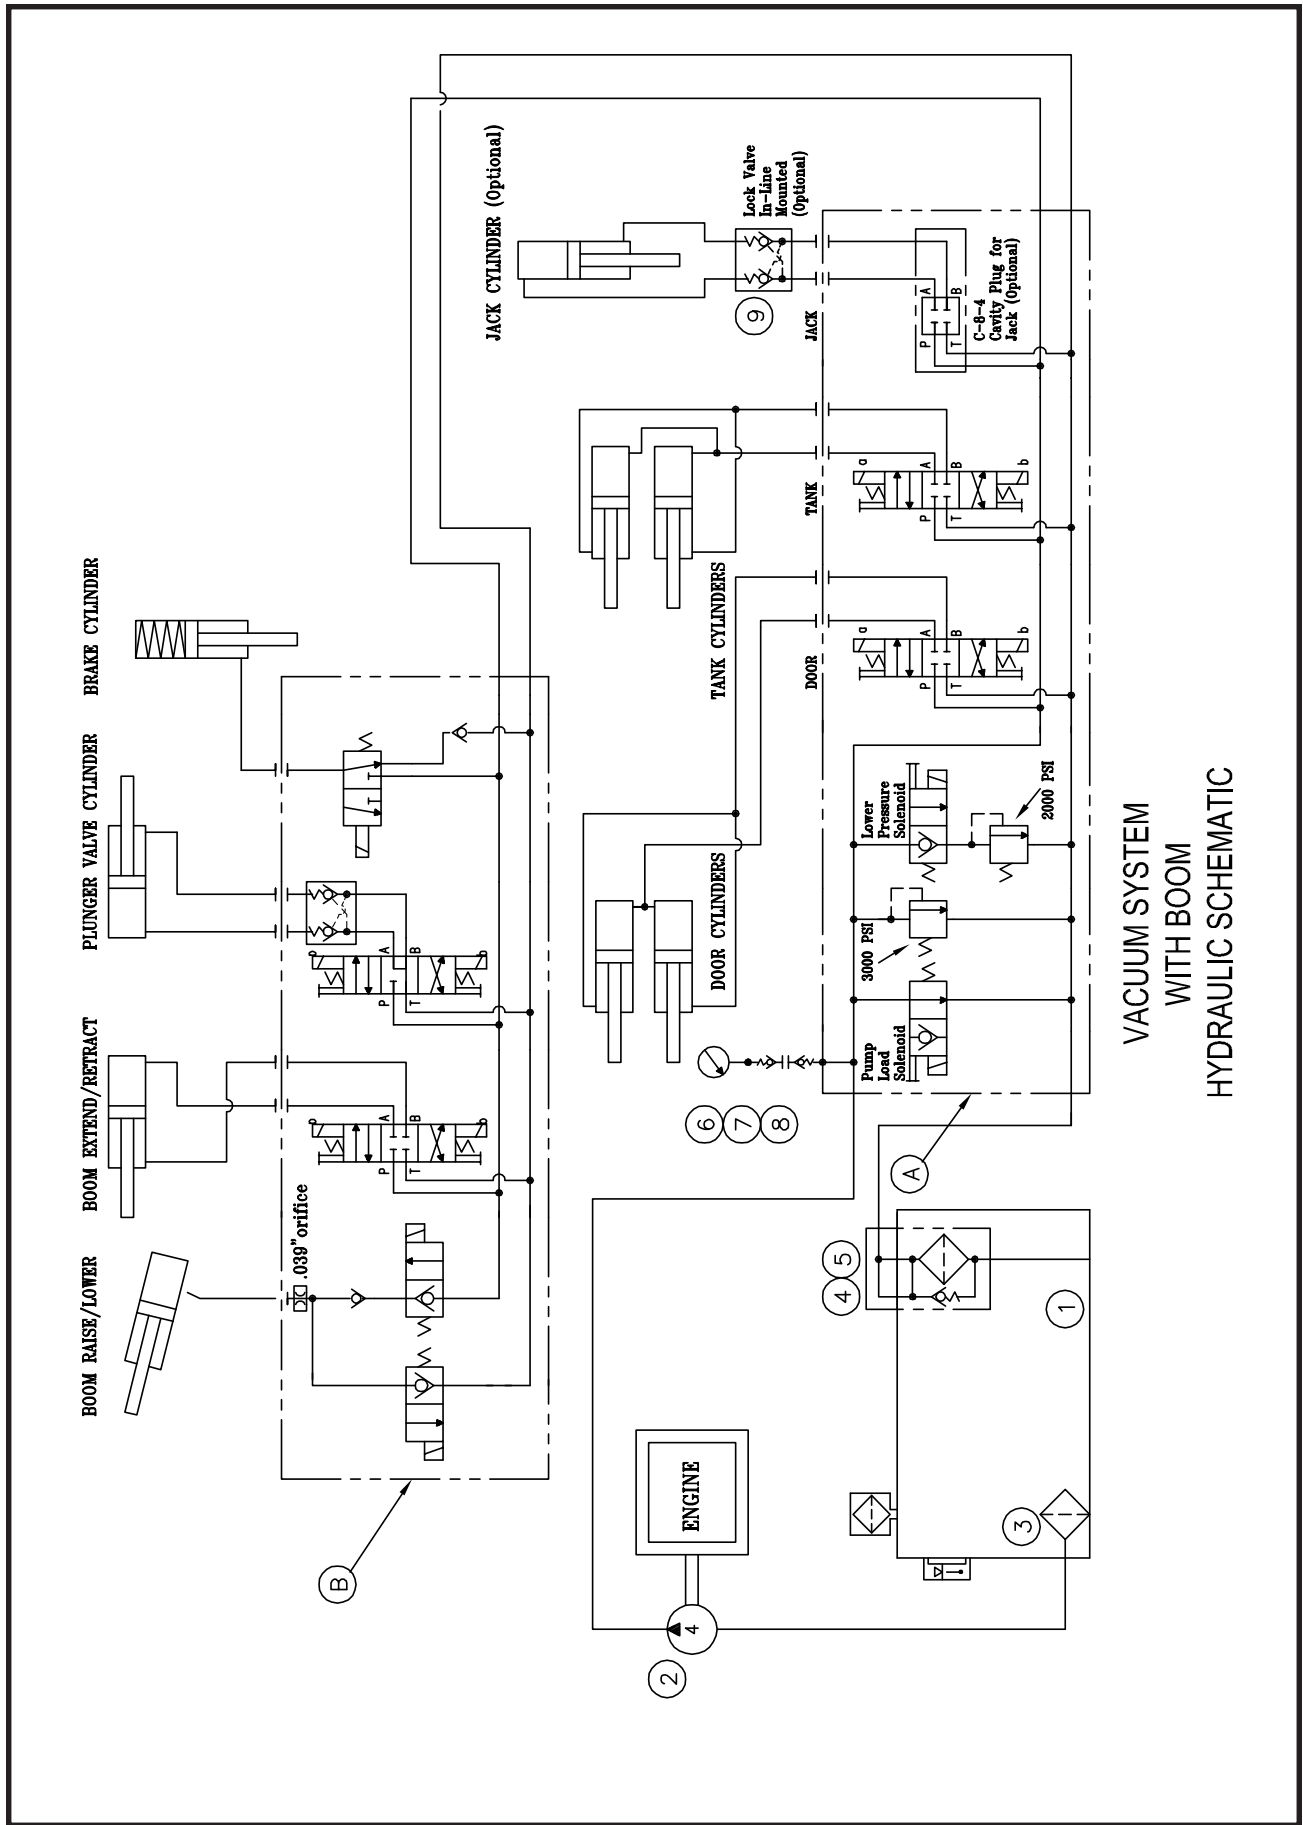 BOOM RAISE/LOWER
BOOM EXTEND/RETRACT
PLUNGER VALVE CYLINDER
BRAKE CYLINDER
.039"orifice
P
T
A
B
P
T
A
B
B
JACK CYLINDER (Optional)
Lock Valve
In-Line
Mounted
(Optional)
9
JACK
A
B
P
T
C-8-4
Cavity Plug for
Jack (Optional)
TANK CYLINDERS
TANK
a
A
B
b
P
T
DOOR CYLINDERS
DOOR
a
A
B
b
P
T
Lower
Pressure
Solenoid
2000 PSI
3000 PSI
Pump
Load
Solenoid
6
7
8
A
4
5
1
3
ENGINE
4
2
VACUUM SYSTEM
WITH BOOM
HYDRAULIC SCHEMATIC